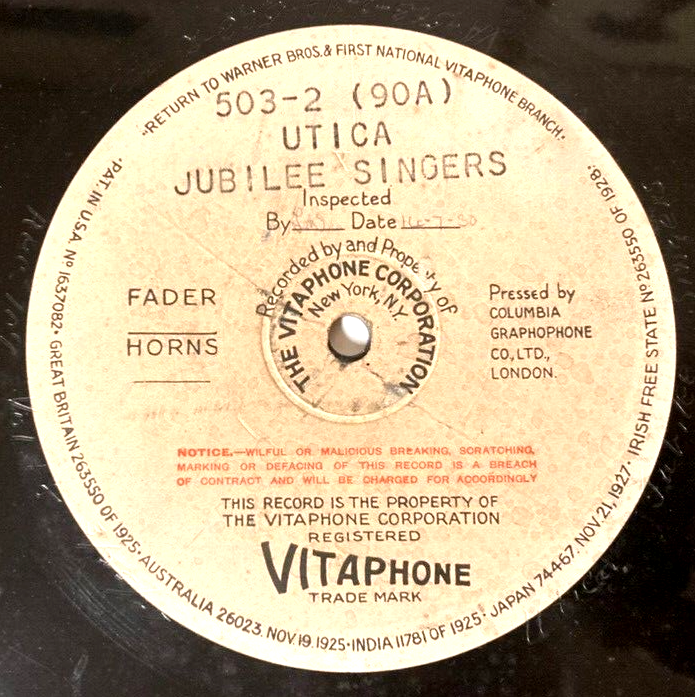 "RETURN TO WARNER BROS. & FIRST NATIONAL VITAPHONE BRANCH."
503-2 (90A)
UTICA
JUBILEE SINGERS
Inspected
By Date
Recorded by and Property of
THE VITAPHONE CORPORATION
New York, N.Y.
FADER
HORNS
Pressed by
COLUMBIA
GRAPHOPHONE
CO, LTD.,
LONDON.
NOTICE.—WILFUL OR MALICIOUS BREAKING, SCRATCHING,
MARKING OR DEFACING OF THIS RECORD IS A BREACH
OF CONTRACT AND WILL BE CHARGED FOR ACCORDINGLY
THIS RECORD IS THE PROPERTY OF
THE VITAPHONE CORPORATION
REGISTERED
VITAPHONE
TRADE MARK
·PAT. IN U.S.A. No 1637082· GREAT BRITAIN 263550 OF 1925· AUSTRALIA 26023. NOV 19. 1925· INDIA 11781 OF 1925· JAPAN 74467. NOV. 21, 1927· IRISH FREE STATE No 263550 OF 1928·